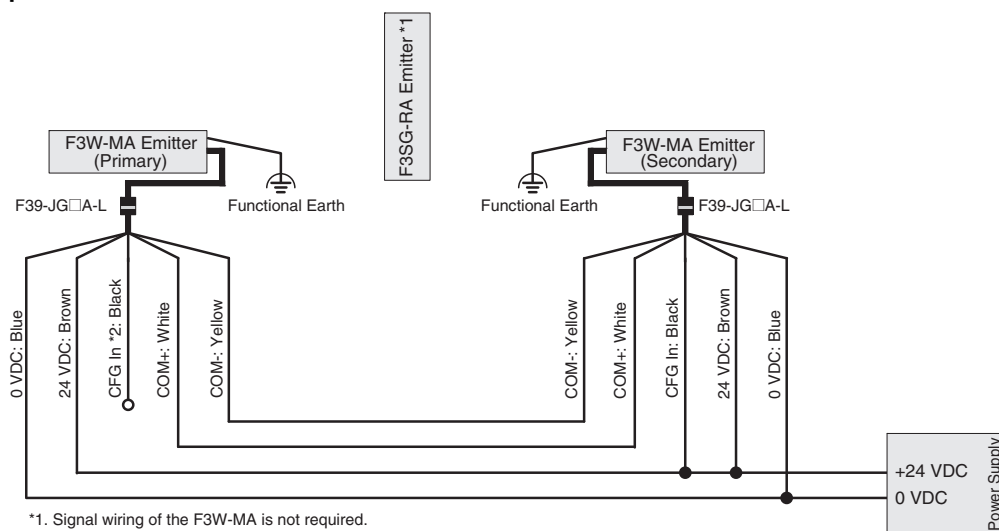 F3SG-RA Emitter *1
F3W-MA Emitter
(Primary)
F3W-MA Emitter
(Secondary)
F39-JG□A-L
Functional Earth
Functional Earth
F39-JG□A-L
0 VDC: Blue
24 VDC: Brown
CFG In *2: Black
COM+: White
COM-: Yellow
COM-: Yellow
COM+: White
CFG In: Black
24 VDC: Brown
0 VDC: Blue
+24 VDC
0 VDC
Power Supply
*1. Signal wiring of the F3W-MA is not required.